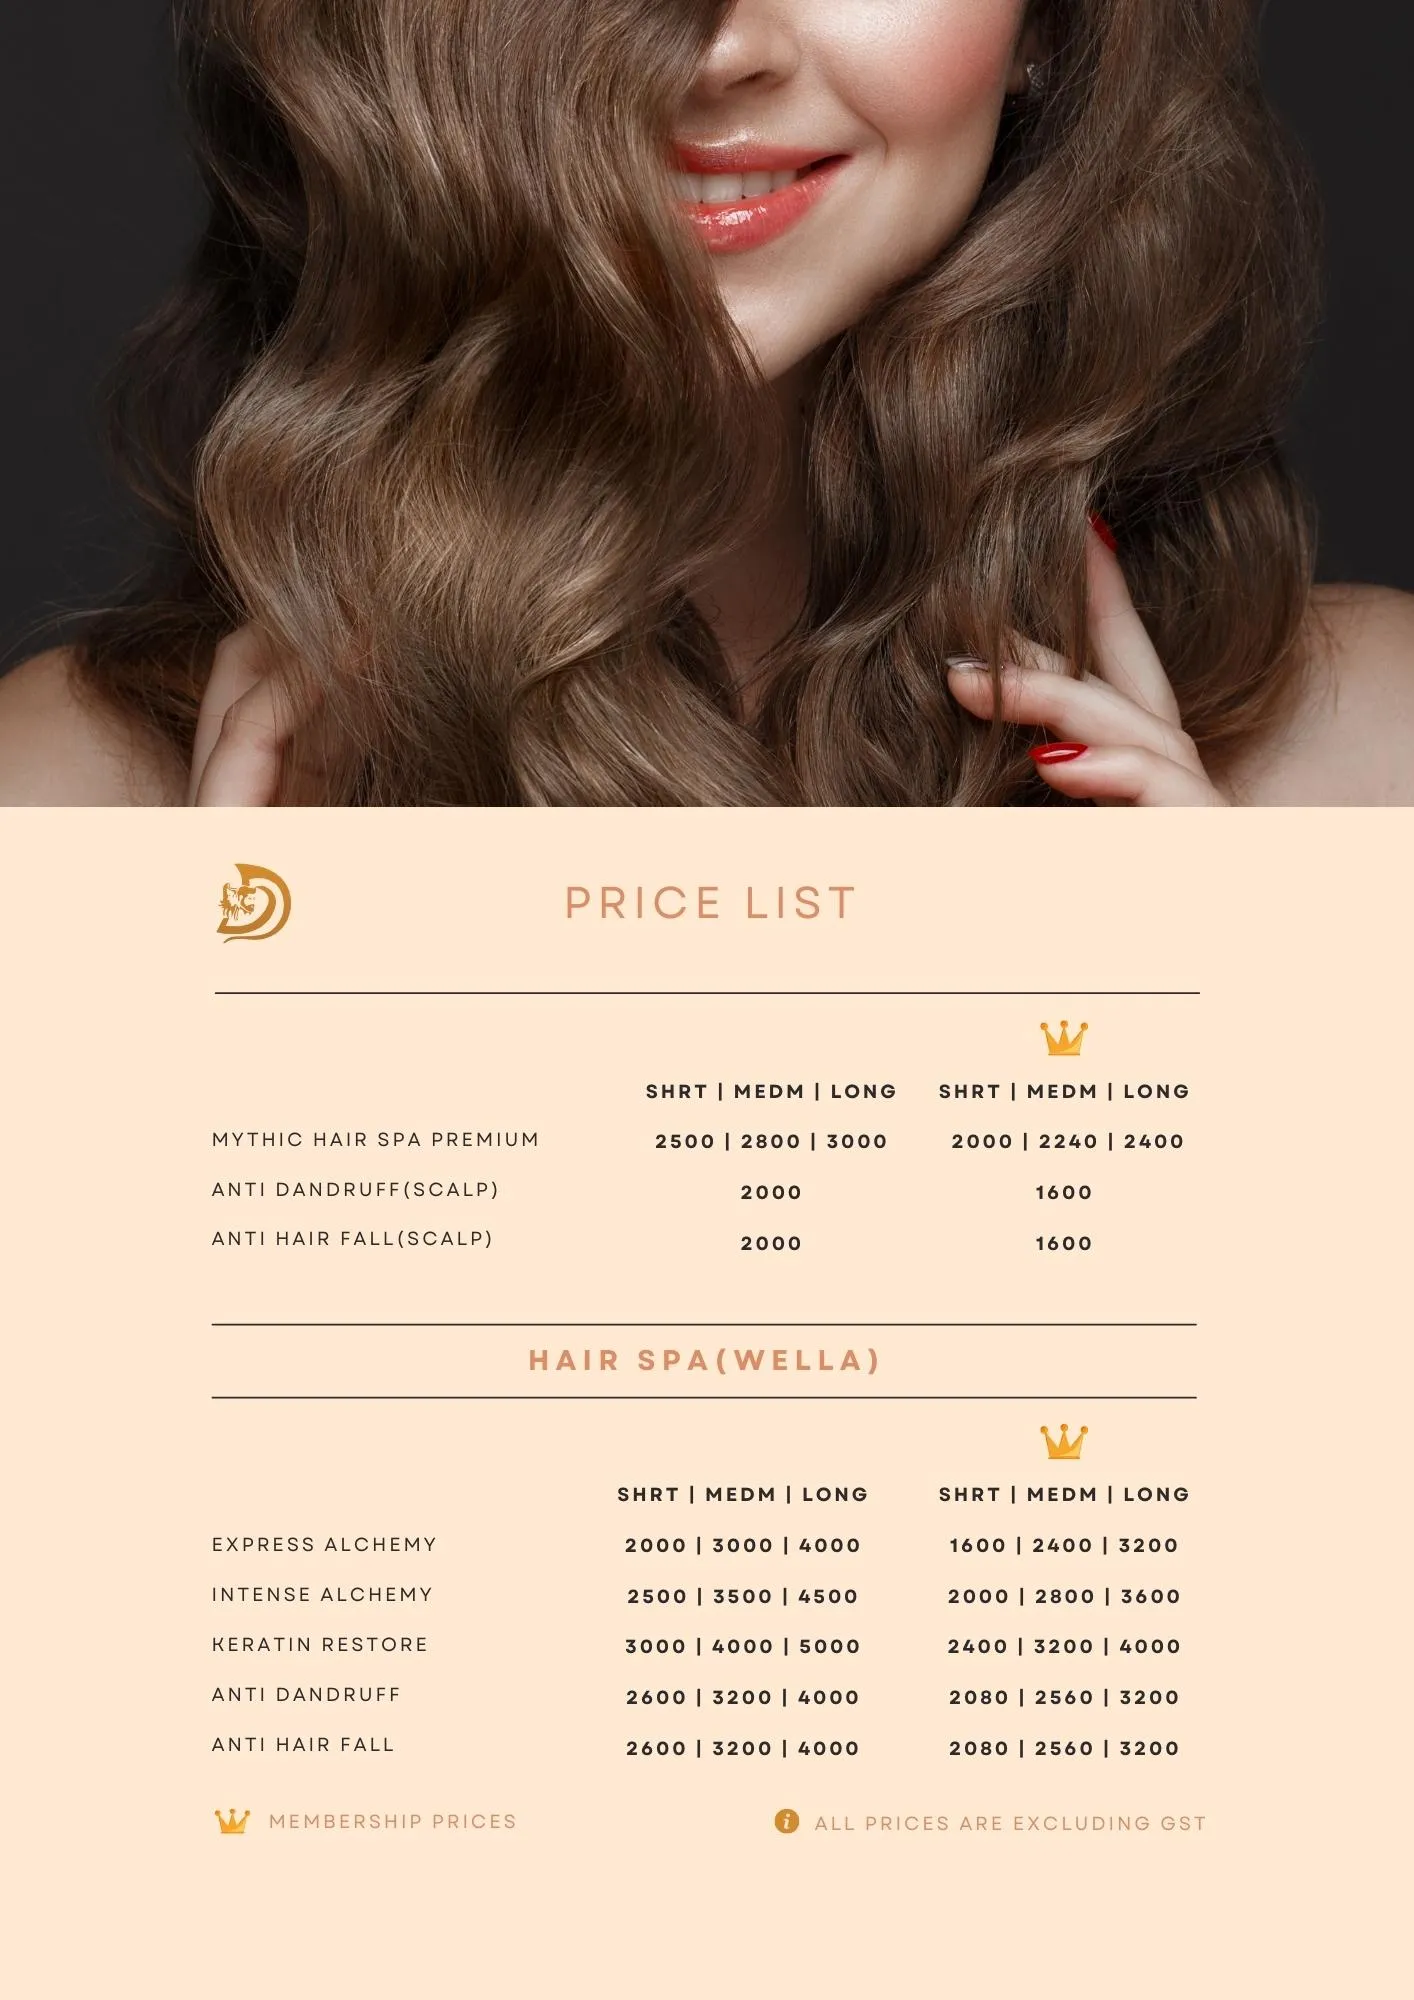 PRICE LIST
SHRT | MEDM | LONG SHRT | MEDM | LONG
MYTHIC HAIR SPA PREMIUM 2500 | 2800 | 3000 2000 | 2240 | 2400
ANTI DANDRUFF(SCALP) 2000 1600
ANTI HAIR FALL(SCALP) 2000 1600
HAIR SPA(WELLA)
SHRT | MEDM | LONG SHRT | MEDM | LONG
EXPRESS ALCHEMY 2000 | 3000 | 4000 1600 | 2400 | 3200
INTENSE ALCHEMY 2500 | 3500 | 4500 2000 | 2800 | 3600
KERATIN RESTORE 3000 | 4000 | 5000 2400 | 3200 | 4000
ANTI DANDRUFF 2600 | 3200 | 4000 2080 | 2560 | 3200
ANTI HAIR FALL 2600 | 3200 | 4000 2080 | 2560 | 3200
MEMBERSHIP PRICES i ALL PRICES ARE EXCLUDING GST